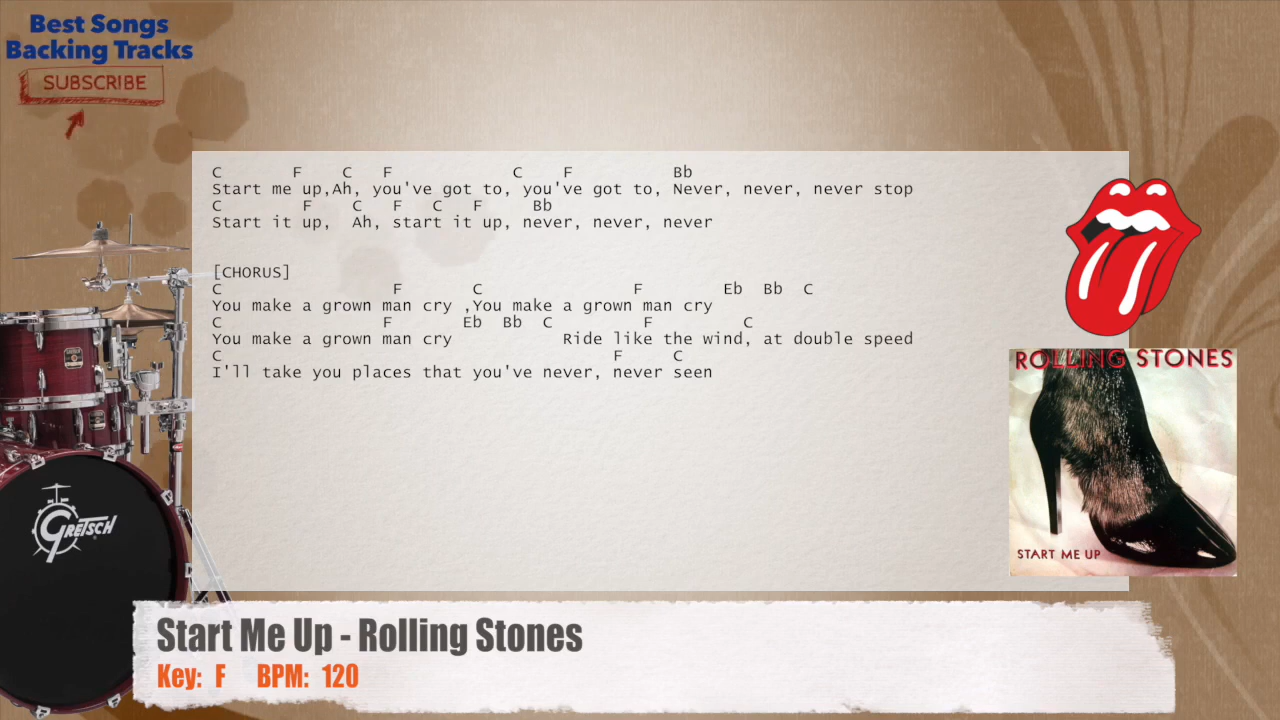 Best Songs
Backing Tracks
SUBSCRIBE
C       F    C   F            C    F          Bb
Start me up,Ah, you've got to, you've got to, Never, never, never stop
C        F    C   F   C   F     Bb
Start it up,  Ah, start it up, never, never, never
[CHORUS]
C                 F       C               F        Eb  Bb  C
You make a grown man cry ,You make a grown man cry
C                F       Eb  Bb  C         F         C
You make a grown man cry           Ride like the wind, at double speed
C                                       F     C
I'll take you places that you've never, never seen
ROLLING STONES
START ME UP
GRETSCH
Start Me Up - Rolling Stones
Key: F   BPM: 120